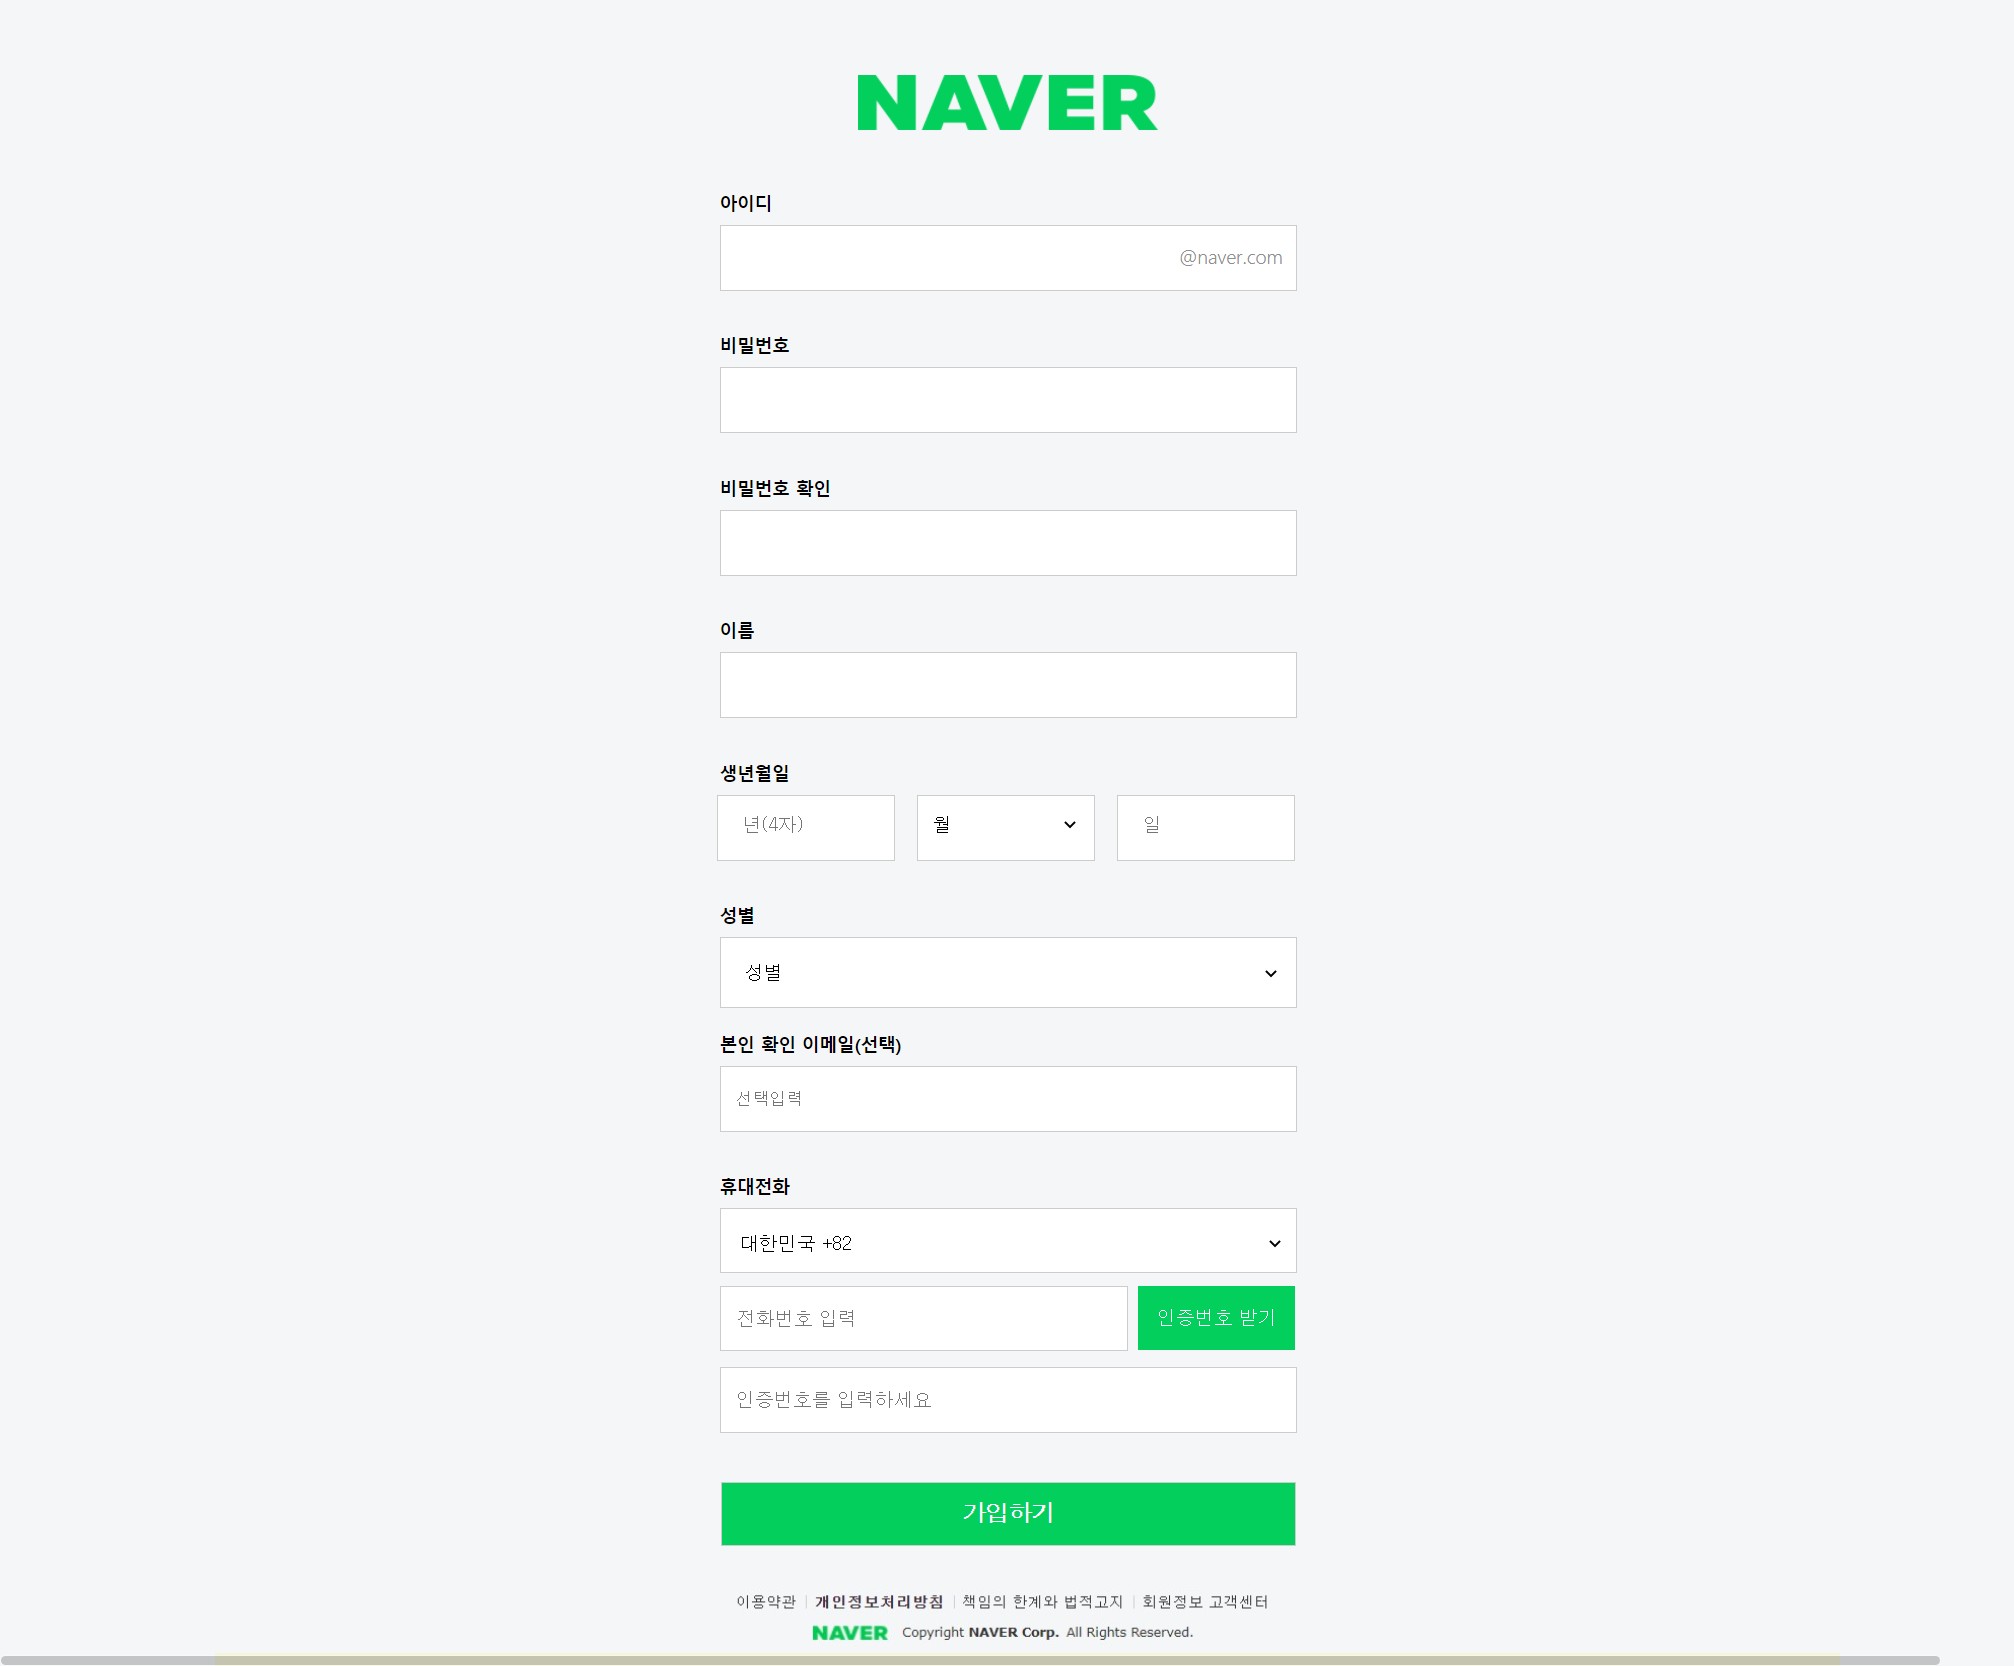 NAVER
아이디
@naver.com
비밀번호
비밀번호 확인
이름
생년월일
년(4자) 월 일
성별
성별
본인 확인 이메일(선택)
선택입력
휴대전화
대한민국 +82
전화번호 입력 인증번호 받기
인증번호를 입력하세요
가입하기
이용약관 | 개인정보처리방침 | 책임의 한계와 법적고지 | 회원정보 고객센터
NAVER Copyright NAVER Corp. All Rights Reserved.